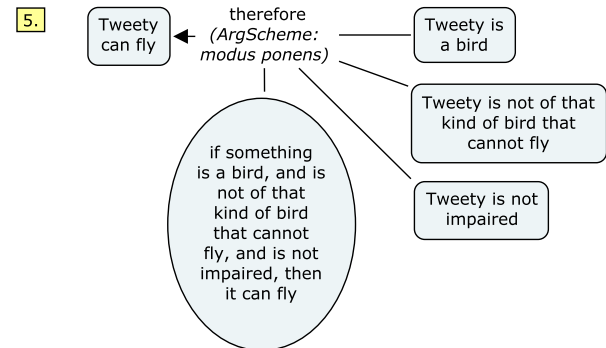 5.
Tweety
can fly
therefore
(ArgScheme:
modus ponens)
Tweety is
a bird
Tweety is not of that
kind of bird that
cannot fly
Tweety is not
impaired
if something
is a bird, and is
not of that
kind of bird
that cannot
fly, and is not
impaired, then
it can fly